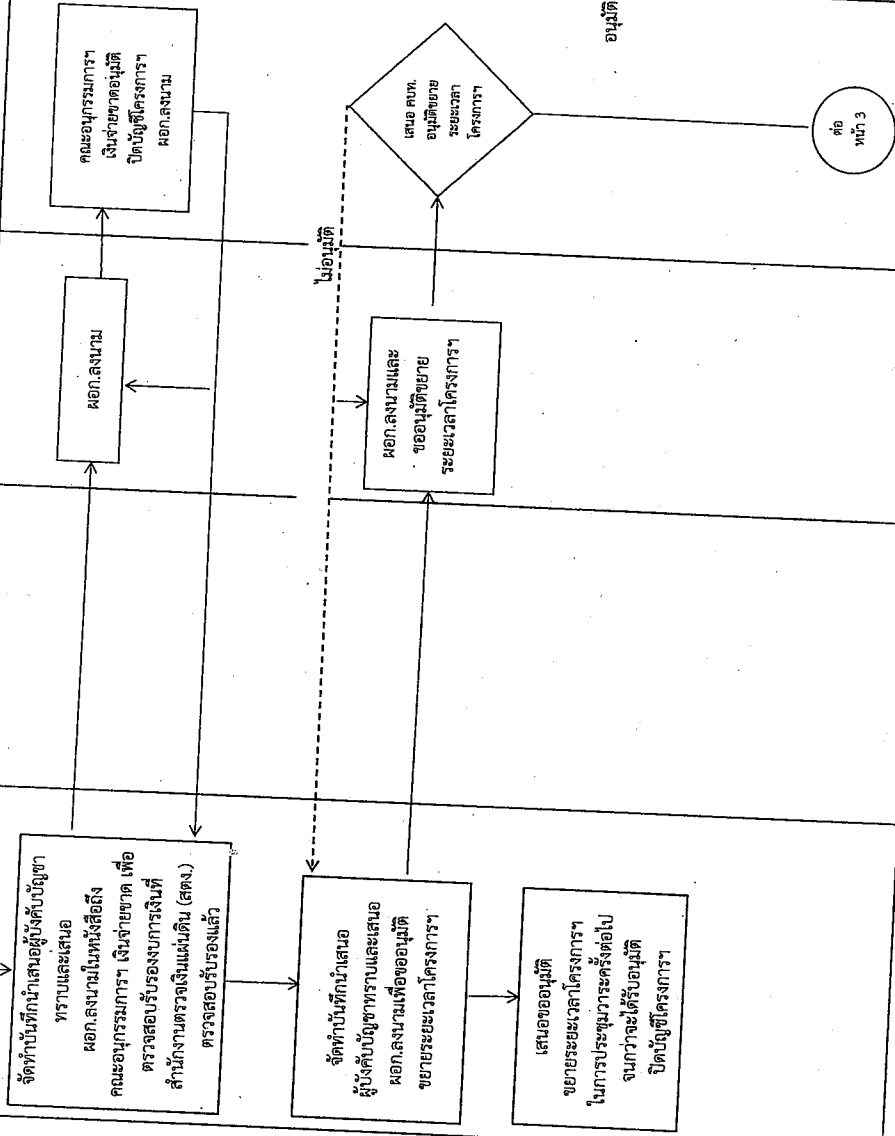 จัดทำบันทึกนำเสนอผู้บังคับบัญชา
ทราบและเสนอ
ผอก.ลงนามในหนังสือถึง
คณะอนุกรรมการฯ เงินจ่ายขาด เพื่อ
ตรวจสอบรับรองงบการเงินที่
สำนักงานตรวจเงินแผ่นดิน (สตง.)
ตรวจสอบรับรองแล้ว
ผอก.ลงนาม
คณะอนุกรรมการฯ
เงินจ่ายขาดอนุมัติ
ปิดบัญชีโครงการฯ
ผอก.ลงนาม
ไม่อนุมัติ
จัดทำบันทึกนำเสนอ
ผู้บังคับบัญชาทราบและเสนอ
ผอก.ลงนามเพื่อขออนุมัติ
ขยายระยะเวลาโครงการฯ
ผอก.ลงนามและ
ขออนุมัติขยาย
ระยะเวลาโครงการฯ
เสนอ คบท.
อนุมัติขยาย
ระยะเวลา
โครงการฯ
อนุมัติ
เสนอขออนุมัติ
ขยายระยะเวลาโครงการฯ
ในการประชุมวาระครั้งต่อไป
จนกว่าจะได้รับอนุมัติ
ปิดบัญชีโครงการฯ
ต่อ
หน้า 3